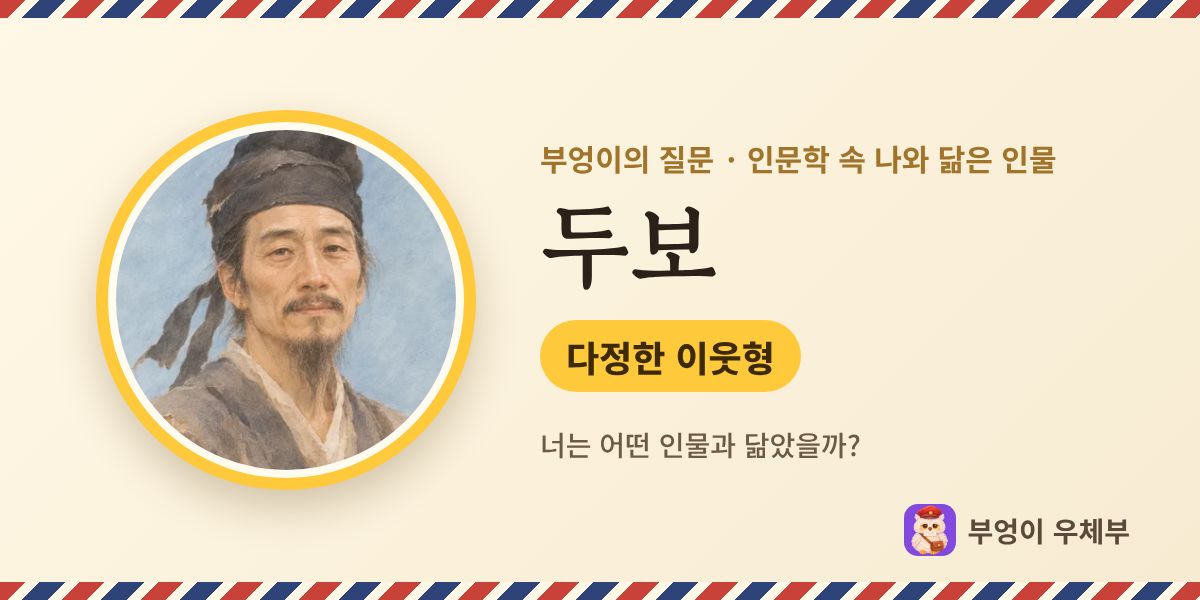 부엉이의 질문 · 인문학 속 나와 닮은 인물
두보
다정한 이웃형
너는 어떤 인물과 닮았을까?
부엉이 우체부